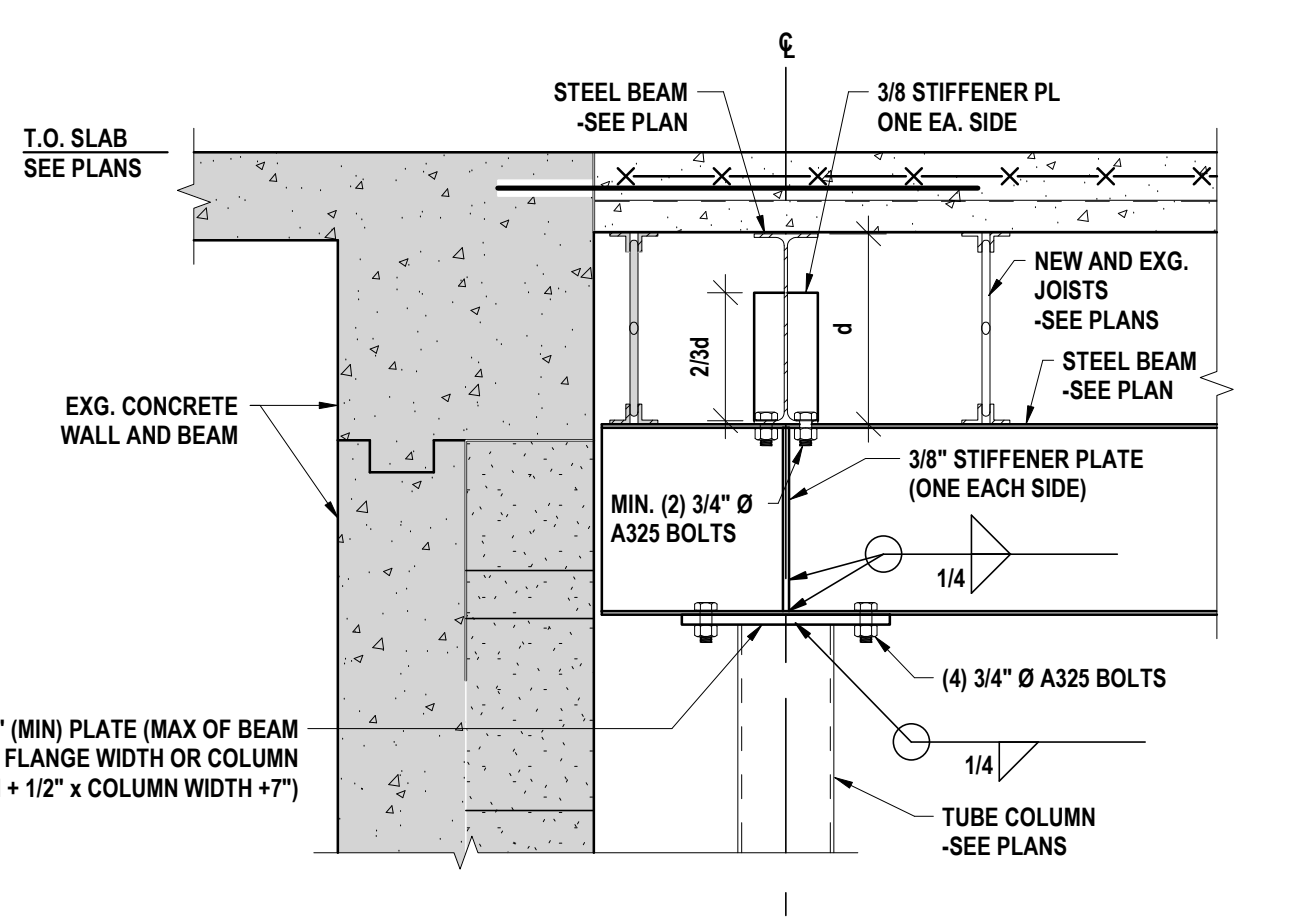 ℄
STEEL BEAM
-SEE PLAN
3/8 STIFFENER PL
ONE EA. SIDE
T.O. SLAB
SEE PLANS
NEW AND EXG.
JOISTS
-SEE PLANS
2/3d
d
STEEL BEAM
-SEE PLAN
EXG. CONCRETE
WALL AND BEAM
3/8" STIFFENER PLATE
(ONE EACH SIDE)
MIN. (2) 3/4" Ø
A325 BOLTS
1/4
(4) 3/4" Ø A325 BOLTS
" (MIN) PLATE (MAX OF BEAM
FLANGE WIDTH OR COLUMN
+ 1/2" x COLUMN WIDTH +7")
1/4
TUBE COLUMN
-SEE PLANS